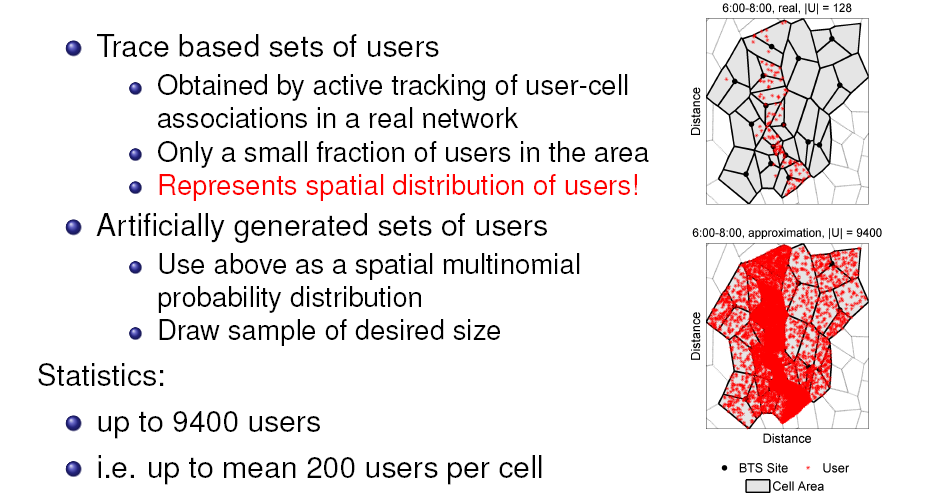 Trace based sets of users
Obtained by active tracking of user-cell
associations in a real network
Only a small fraction of users in the area
Represents spatial distribution of users!
Artificially generated sets of users
Use above as a spatial multinomial
probability distribution
Draw sample of desired size
Statistics:
up to 9400 users
i.e. up to mean 200 users per cell
6:00-8:00, real, |U| = 128
Distance
6:00-8:00, approximation, |U| = 9400
Distance
Distance
BTS Site User
Cell Area